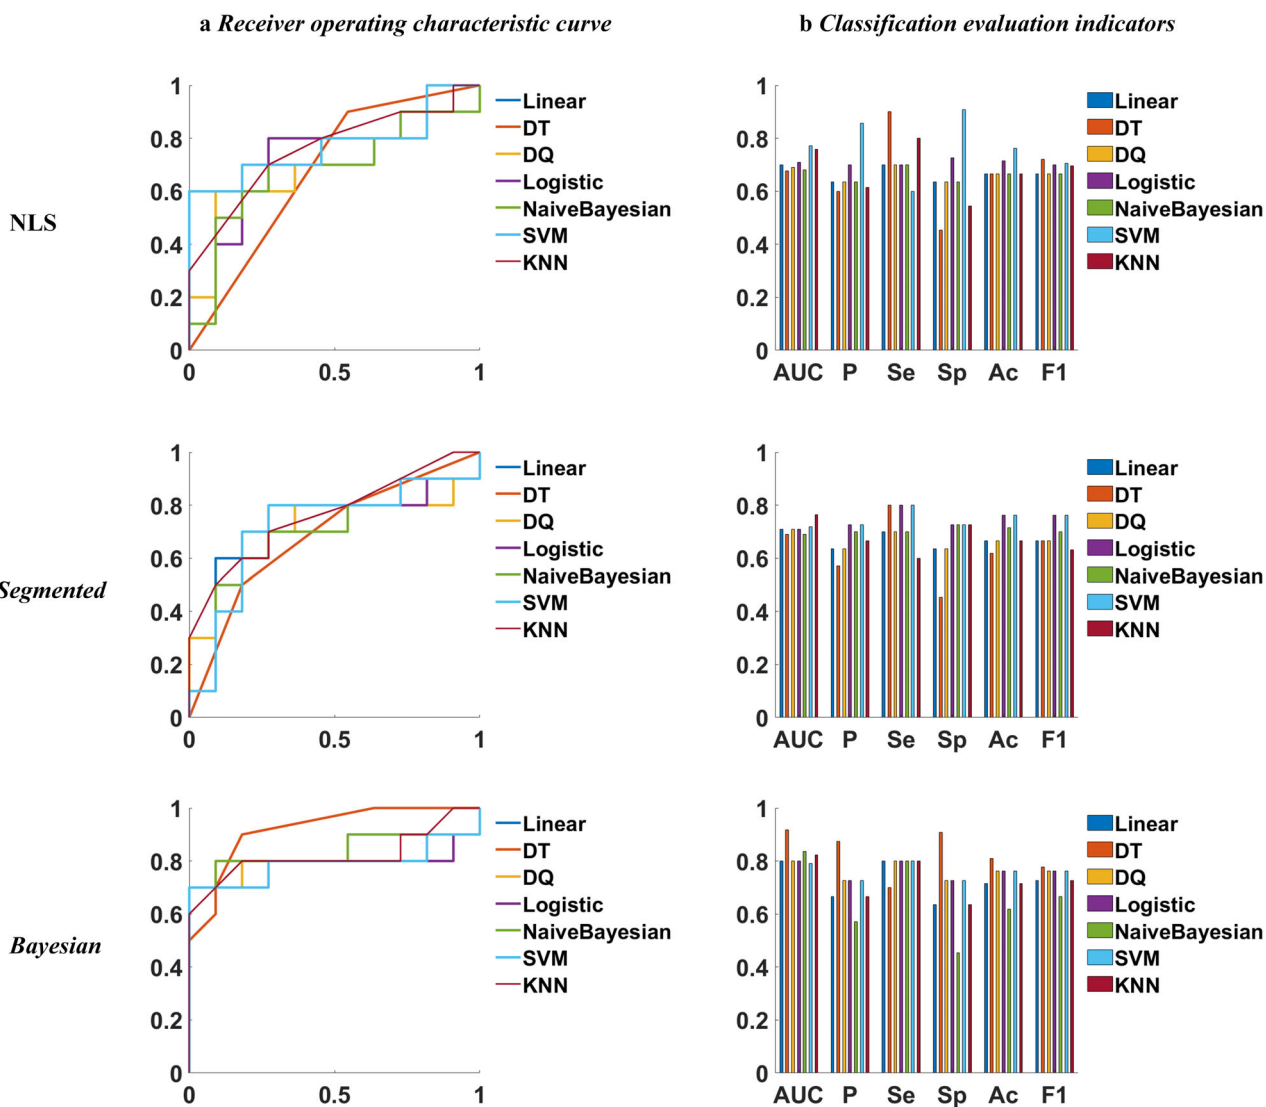 a Receiver operating characteristic curve
b Classification evaluation indicators
NLS
1
0.8
0.6
0.4
0.2
0
0
0.5
1
Linear
DT
DQ
Logistic
NaiveBayesian
SVM
KNN
1
0.8
0.6
0.4
0.2
0
AUC P Se Sp Ac F1
Linear
DT
DQ
Logistic
NaiveBayesian
SVM
KNN
Segmented
1
0.8
0.6
0.4
0.2
0
0
0.5
1
Linear
DT
DQ
Logistic
NaiveBayesian
SVM
KNN
1
0.8
0.6
0.4
0.2
0
AUC P Se Sp Ac F1
Linear
DT
DQ
Logistic
NaiveBayesian
SVM
KNN
Bayesian
1
0.8
0.6
0.4
0.2
0
0
0.5
1
Linear
DT
DQ
Logistic
NaiveBayesian
SVM
KNN
1
0.8
0.6
0.4
0.2
0
AUC P Se Sp Ac F1
Linear
DT
DQ
Logistic
NaiveBayesian
SVM
KNN